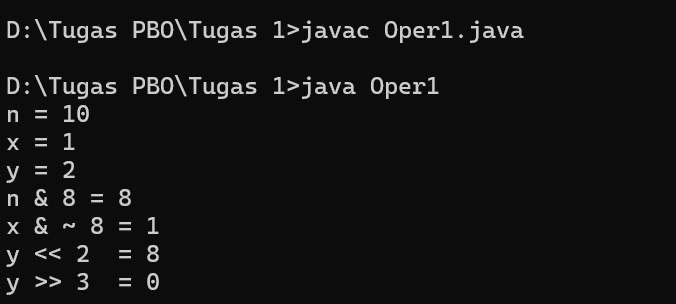 D:\Tugas PBO\Tugas 1>javac Oper1.java
D:\Tugas PBO\Tugas 1>java Oper1
n = 10
x = 1
y = 2
n & 8 = 8
x & ~ 8 = 1
y << 2  = 8
y >> 3  = 0